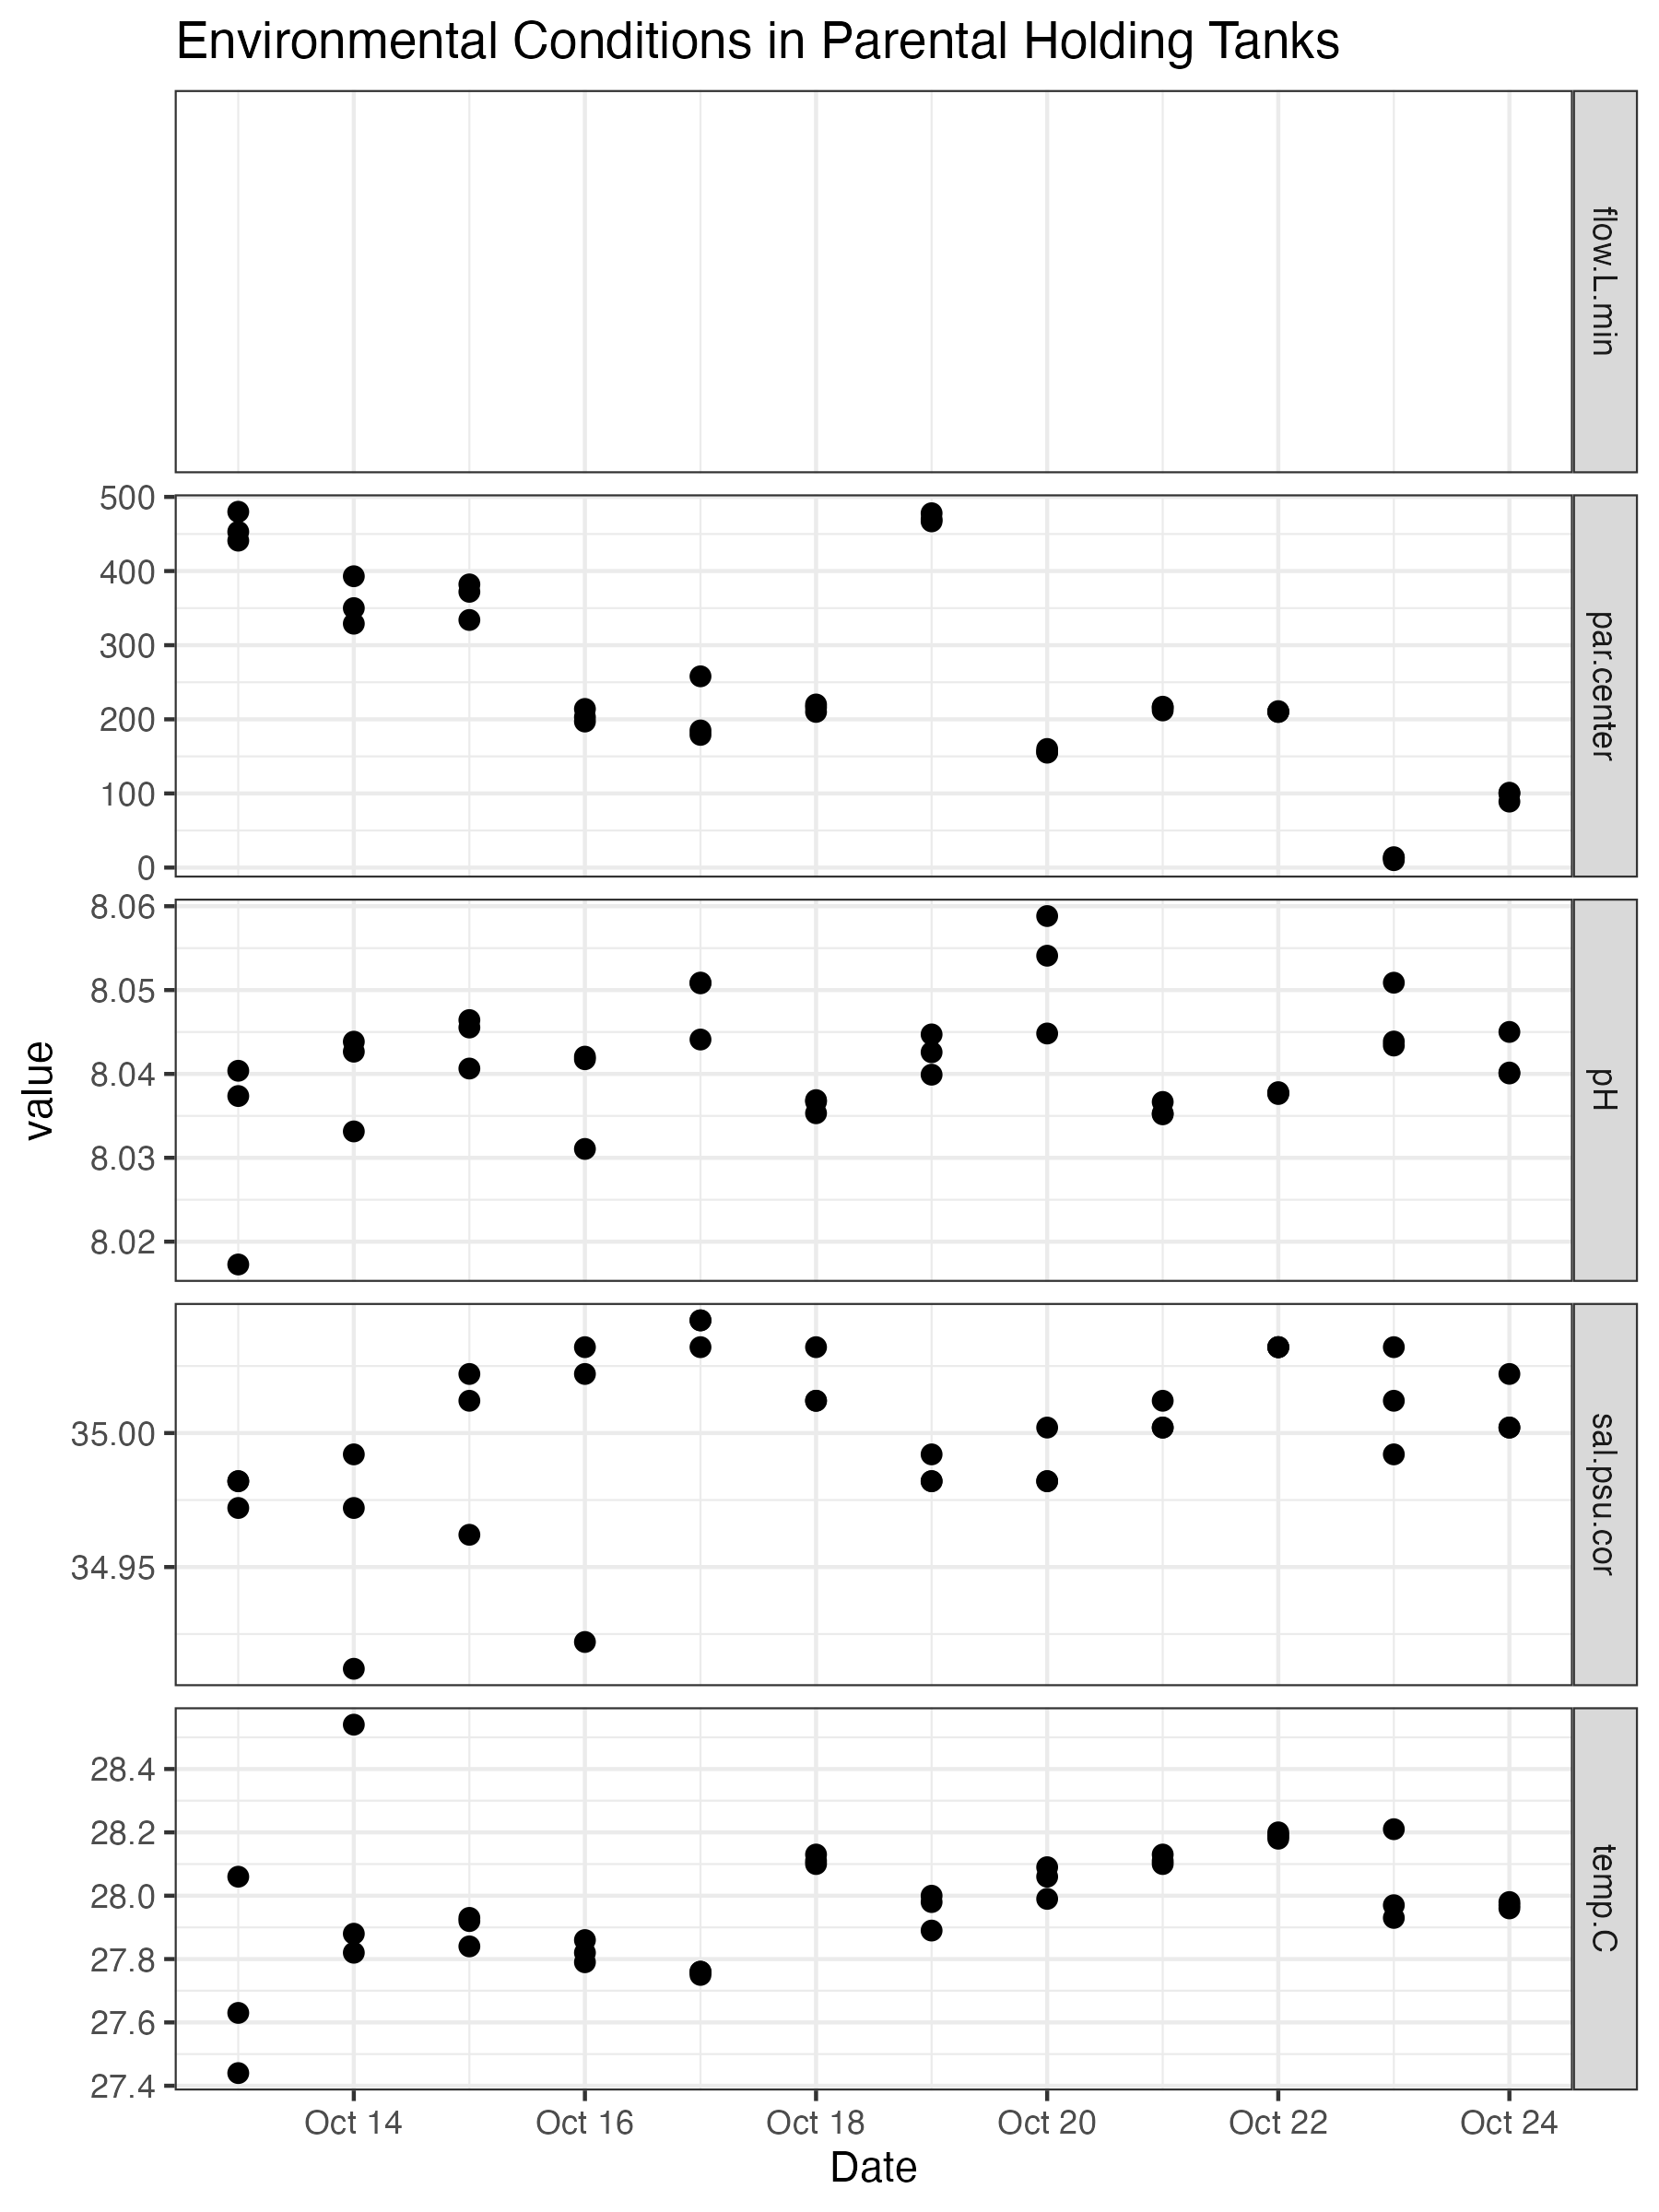 Environmental Conditions in Parental Holding Tanks
flow.L.min
500
400
300
200
100
0
par.center
8.06
8.05
8.04
8.03
8.02
pH
value
35.00
34.95
sal.psu.cor
28.4
28.2
28.0
27.8
27.6
27.4
temp.C
Oct 14 Oct 16 Oct 18 Oct 20 Oct 22 Oct 24
Date